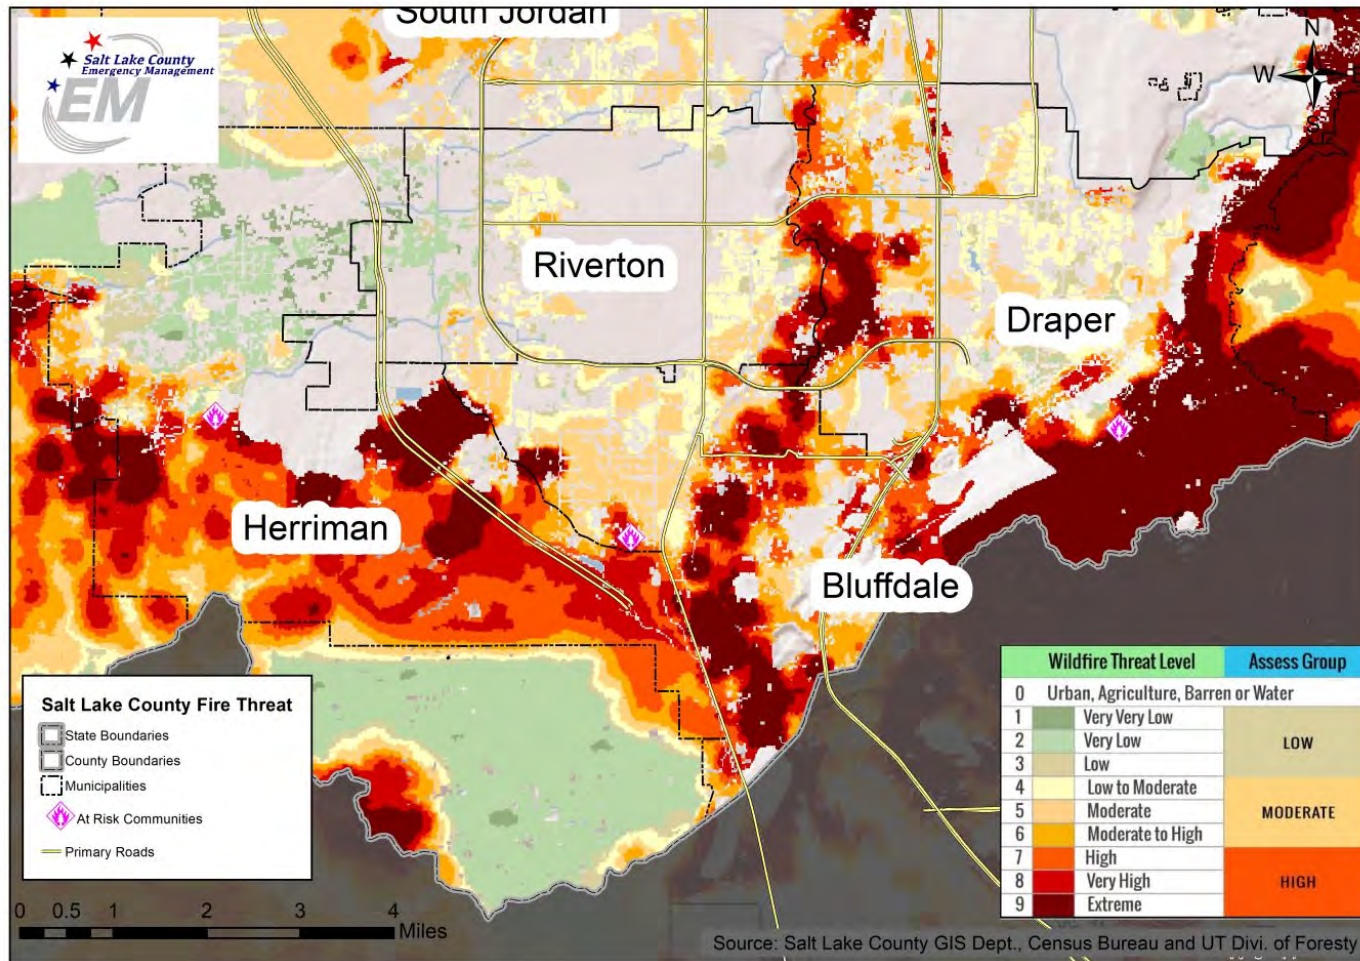 South Jordan
Salt Lake County
Emergency Management
EM
N
W
S
Riverton
Draper
Herriman
Bluffdale
Salt Lake County Fire Threat
State Boundaries
County Boundaries
Municipalities
At Risk Communities
Primary Roads
0 0.5 1 2 3 4
Miles
Wildfire Threat Level Assess Group
0 Urban, Agriculture, Barren or Water
1 Very Very Low
2 Very Low LOW
3 Low
4 Low to Moderate
5 Moderate MODERATE
6 Moderate to High
7 High
8 Very High HIGH
9 Extreme
Source: Salt Lake County GIS Dept., Census Bureau and UT Divi. of Foresty